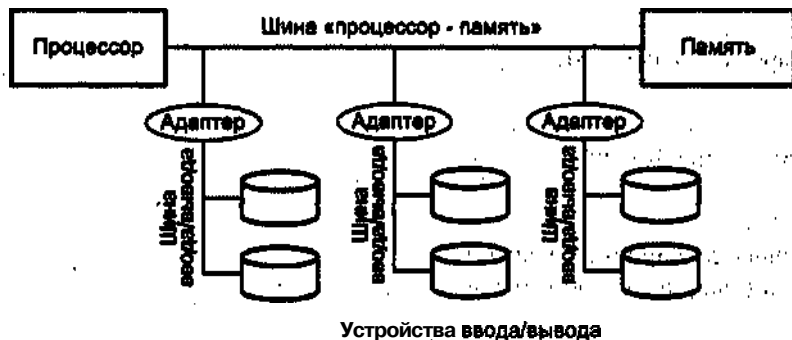 Шина «процессор - память»
Процессор
Память
Адаптер
Адаптер
Адаптер
Шина
ввода/вывода
Шина
ввода/вывода
Шина
ввода/вывода
Устройства ввода/вывода